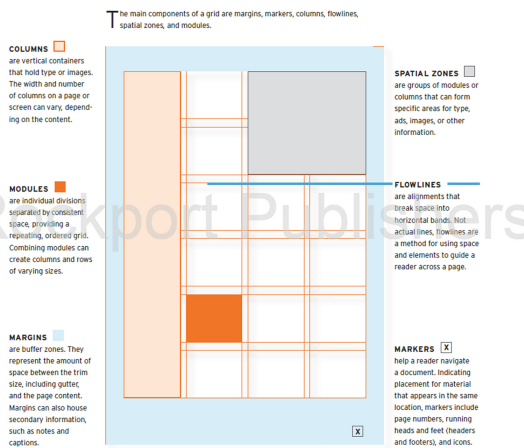 The main components of a grid are margins, markers, columns, flowlines,
spatial zones, and modules.
COLUMNS
are vertical containers
that hold type or images.
The width and number
of columns on a page or
screen can vary, depend-
ing on the content.
MODULES
are individual divisions
separated by consistent
space, providing a
repeating, ordered grid.
Combining modules can
create columns and rows
of varying sizes.
MARGINS
are buffer zones. They
represent the amount of
space between the trim
size, including gutter,
and the page content.
Margins can also house
secondary information,
such as notes and
captions.
SPATIAL ZONES
are groups of modules or
columns that can form
specific areas for type,
ads, images, or other
information.
FLOWLINES
are alignments that
break space into
horizontal bands. Not
actual lines, flowlines are
a method for using space
and elements to guide a
reader across a page.
MARKERS X
help a reader navigate
a document. Indicating
placement for material
that appears in the same
location, markers include
page numbers, running
heads and feet (headers
and footers), and icons.
X
Rockport Publishers